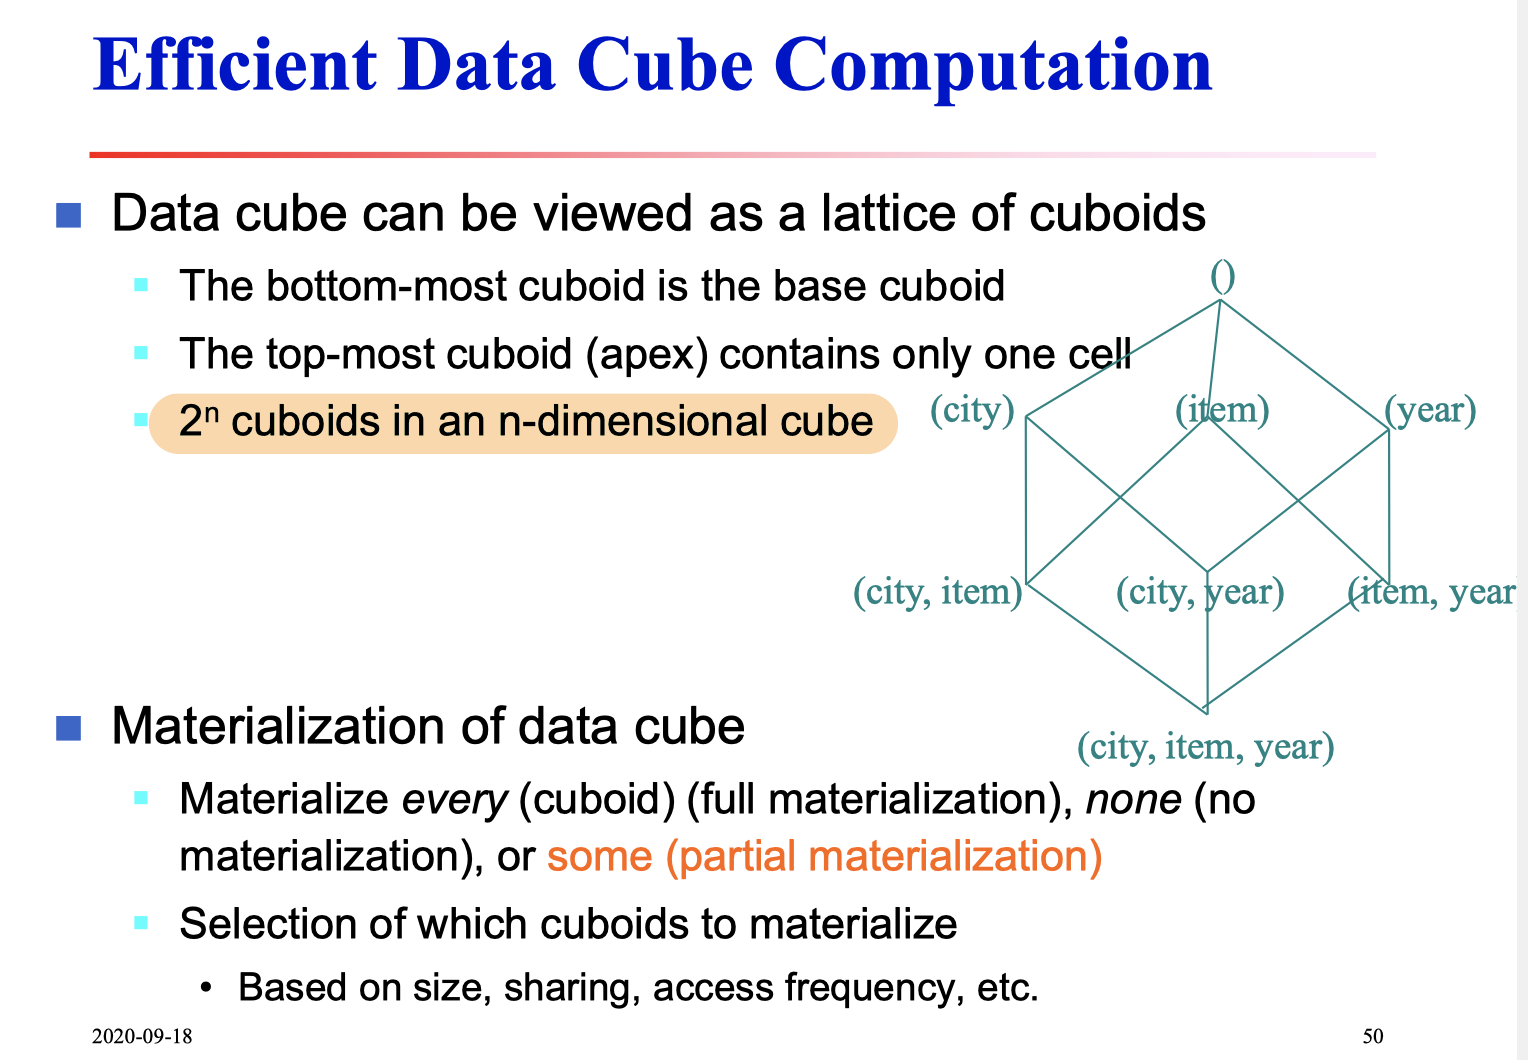 Efficient Data Cube Computation
Data cube can be viewed as a lattice of cuboids
The bottom-most cuboid is the base cuboid
The top-most cuboid (apex) contains only one cell
2ⁿ cuboids in an n-dimensional cube
()
(city) (item) (year)
(city, item) (city, year) (item, year
(city, item, year)
Materialization of data cube
Materialize every (cuboid) (full materialization), none (no
materialization), or some (partial materialization)
Selection of which cuboids to materialize
• Based on size, sharing, access frequency, etc.
2020-09-18 50